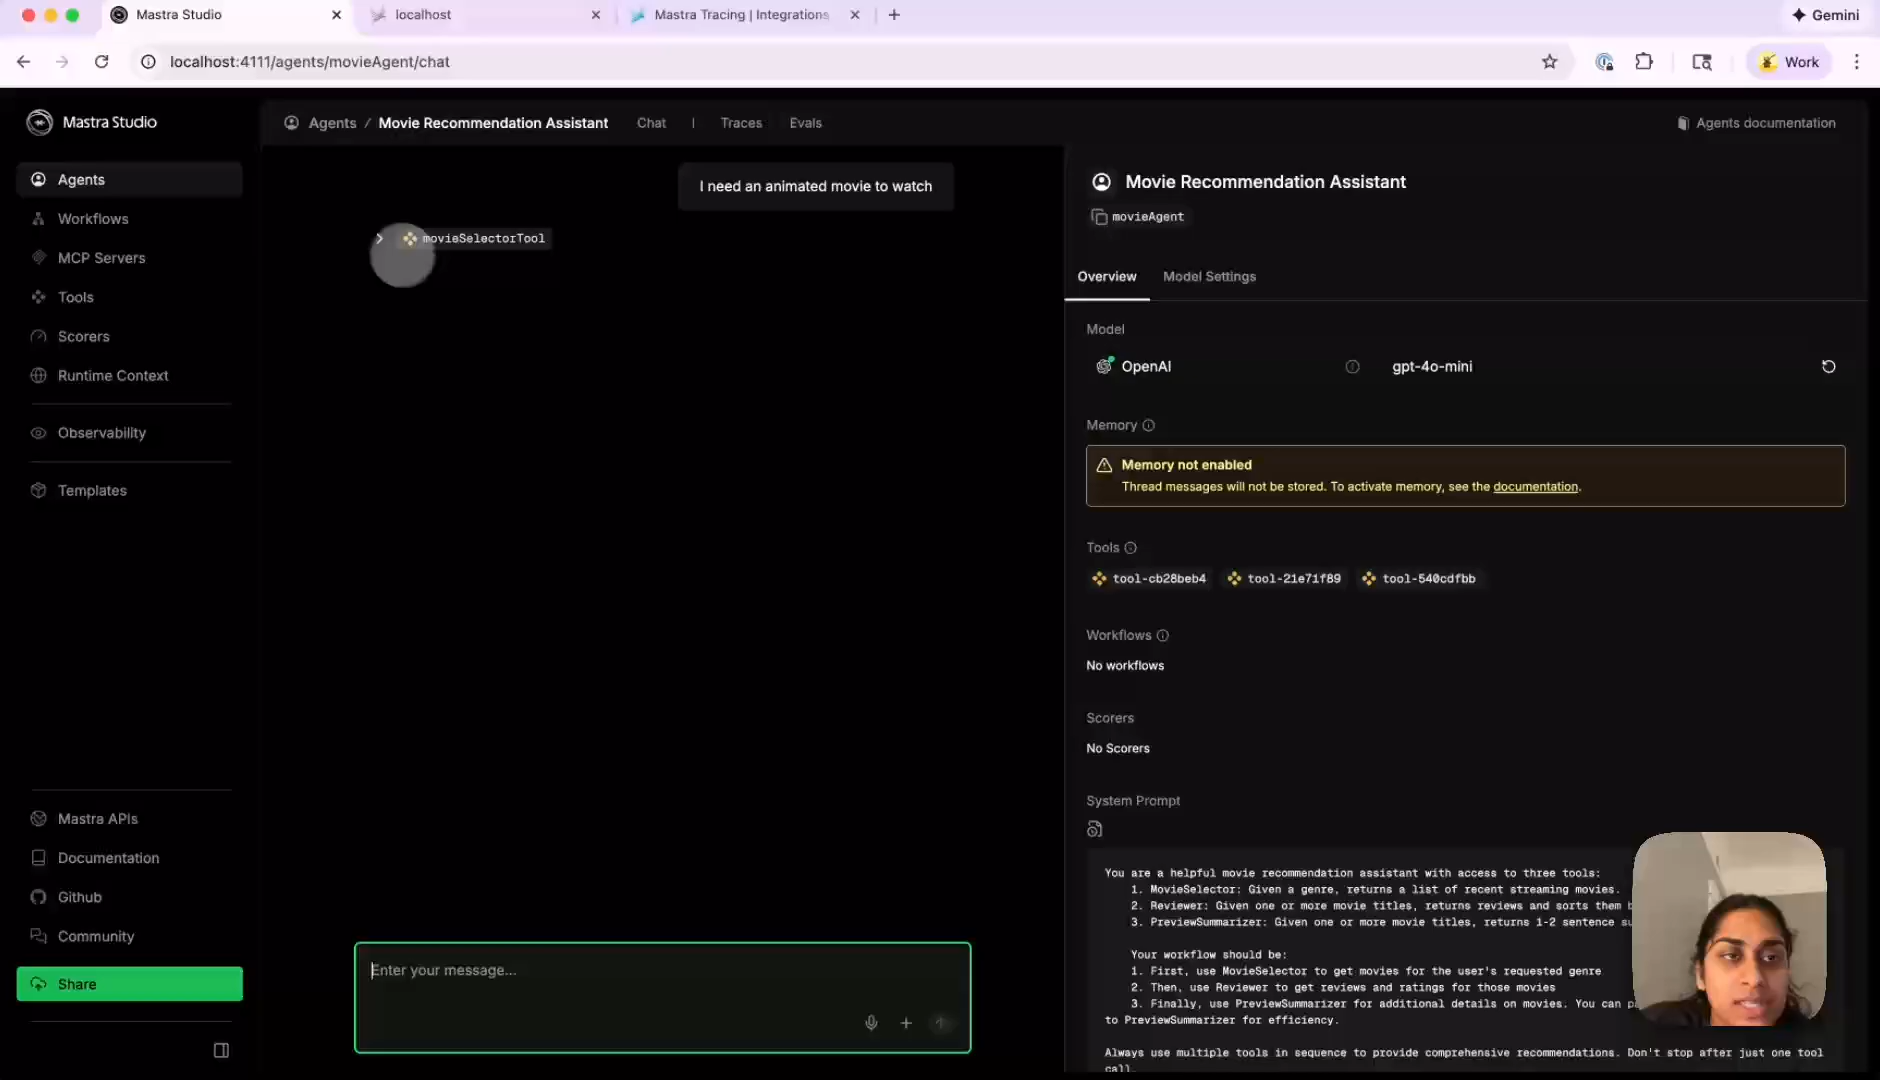 Mastra Studio
localhost
Mastra Tracing | Integrations
Gemini
localhost:4111/agents/movieAgent/chat
Work
Mastra Studio
Agents / Movie Recommendation Assistant
Chat
|
Traces
Evals
Agents documentation
Agents
Workflows
MCP Servers
Tools
Scorers
Runtime Context
Observability
Templates
Mastra APIs
Documentation
Github
Community
Share
I need an animated movie to watch
movieSelectorTool
Enter your message...
Movie Recommendation Assistant
movieAgent
Overview
Model Settings
Model
OpenAI
gpt-4o-mini
Memory
Memory not enabled
Thread messages will not be stored. To activate memory, see the documentation.
Tools
tool-cb28beb4
tool-21e71f89
tool-540cdfbb
Workflows
No workflows
Scorers
No Scorers
System Prompt
You are a helpful movie recommendation assistant with access to three tools:
1. MovieSelector: Given a genre, returns a list of recent streaming movies.
2. Reviewer: Given one or more movie titles, returns reviews and sorts them
3. PreviewSummarizer: Given one or more movie titles, returns 1-2 sentence
Your workflow should be:
1. First, use MovieSelector to get movies for the user's requested genre
2. Then, use Reviewer to get reviews and ratings for those movies
3. Finally, use PreviewSummarizer for additional details on movies. You can
to PreviewSummarizer for efficiency.
Always use multiple tools in sequence to provide comprehensive recommendations. Don't stop after just one tool
call.